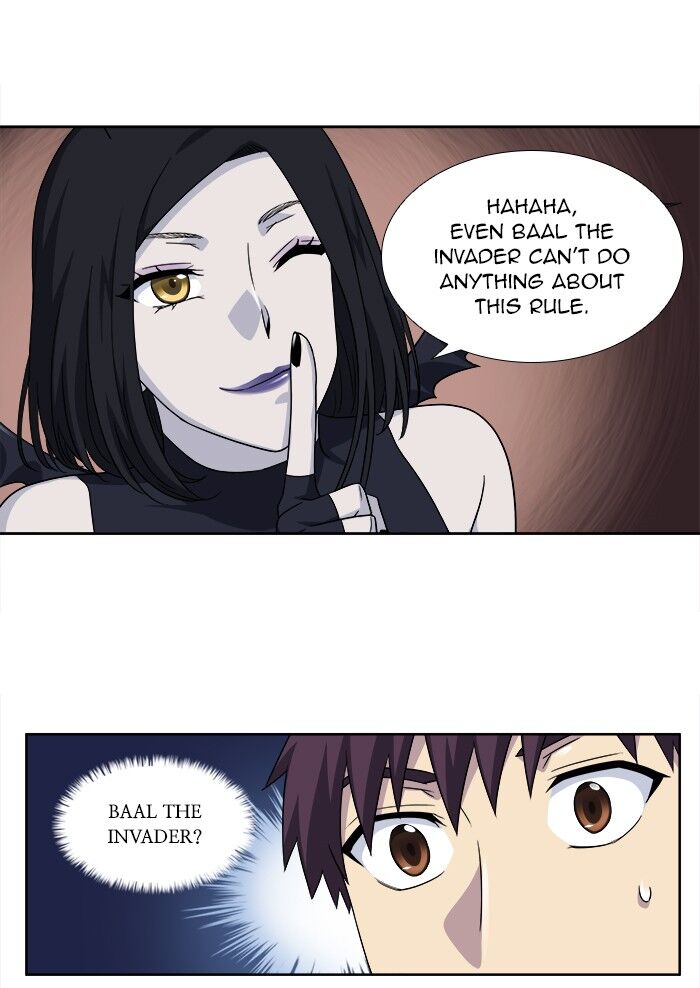 HAHAHA,
EVEN BAAL THE
INVADER CAN'T DO
ANYTHING ABOUT
THIS RULE.
BAAL THE
INVADER?